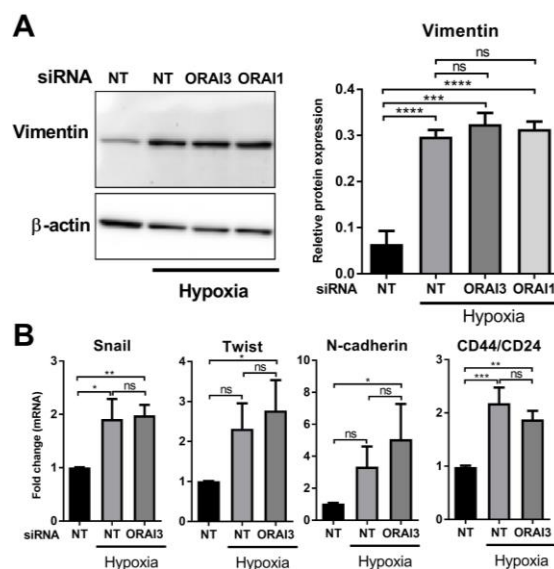 A
siRNA NT NT ORAI3 ORAI1
Vimentin
β-actin
Hypoxia
Vimentin
ns
ns
****
***
****
Reletive protein expression
0.4
0.3
0.2
0.1
0.0
siRNA NT NT ORAI3 ORAI1
Hypoxia
B
Snail
**
* ns
Fold change (mRNA)
3
2
1
0
siRNA NT NT ORAI3
Hypoxia
Twist
*
ns ns
4
3
2
1
0
NT NT ORAI3
Hypoxia
N-cadherin
*
ns
ns
10
8
6
4
2
0
NT NT ORAI3
Hypoxia
CD44/CD24
**
*** ns
3
2
1
0
NT NT ORAI3
Hypoxia